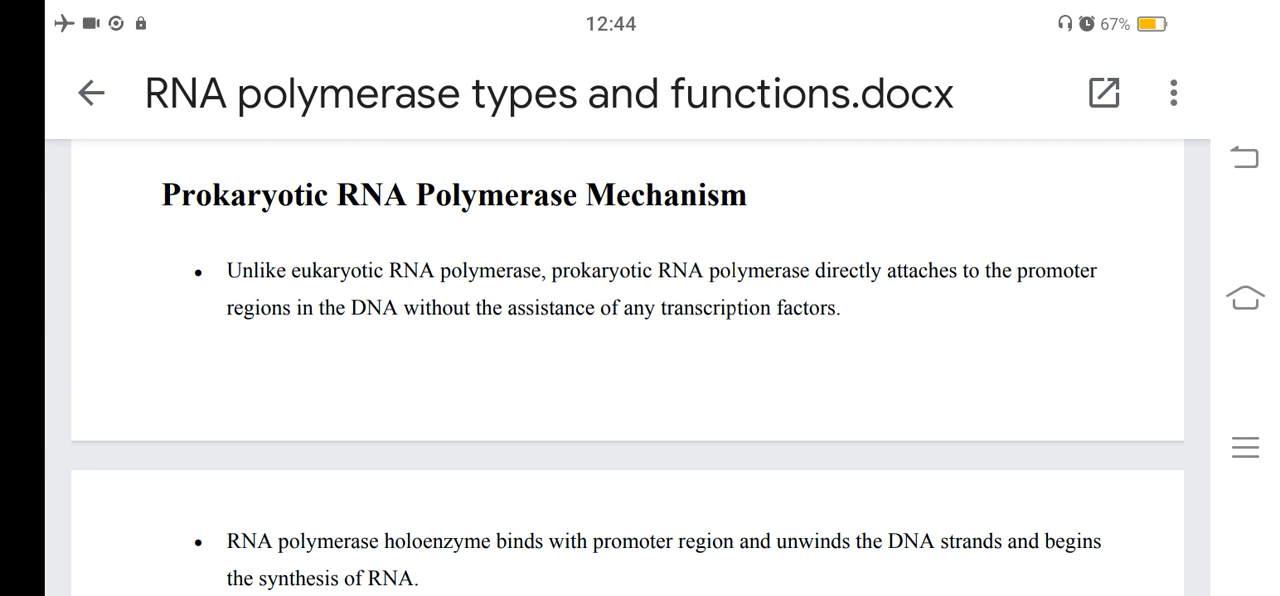 12:44
67%
RNA polymerase types and functions.docx
Prokaryotic RNA Polymerase Mechanism
• Unlike eukaryotic RNA polymerase, prokaryotic RNA polymerase directly attaches to the promoter
regions in the DNA without the assistance of any transcription factors.
• RNA polymerase holoenzyme binds with promoter region and unwinds the DNA strands and begins
the synthesis of RNA.